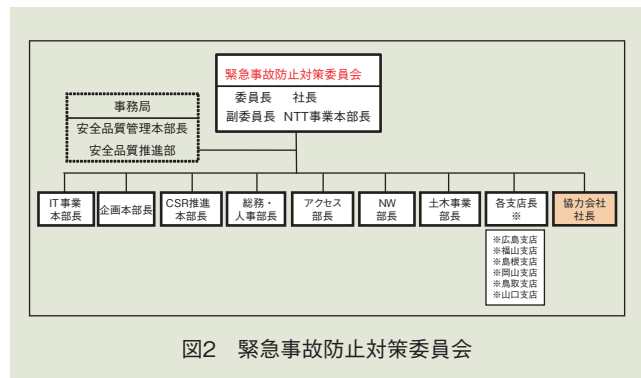 緊急事故防止対策委員会
委員長 社長
副委員長 NTT事業本部長
事務局
安全品質管理本部長
安全品質推進部
IT事業
本部長
企画本部長
CSR推進
本部長
総務・
人事部長
アクセス
部長
NW
部長
土木事業
部長
各支店長
※
協力会社
社長
※広島支店
※福山支店
※島根支店
※岡山支店
※鳥取支店
※山口支店
図2 緊急事故防止対策委員会